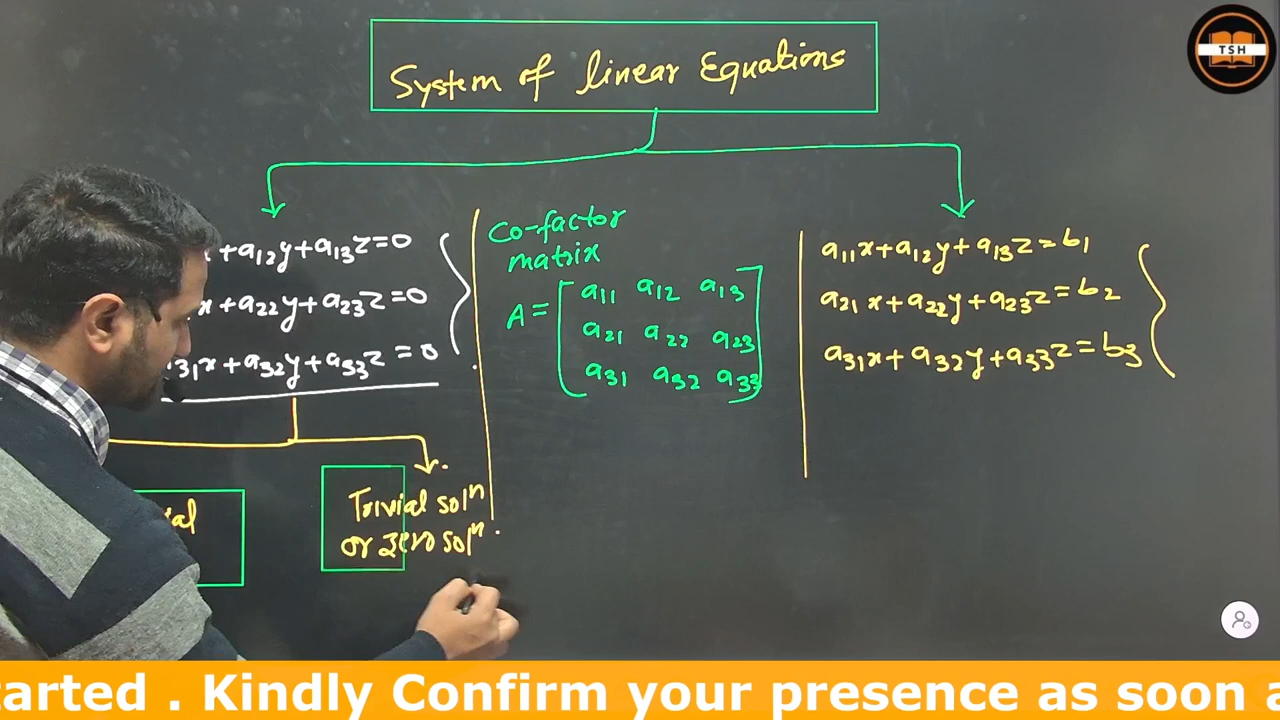 TSH
System of linear Equations
+a12y+a13z=0
x+a22y+a23z=0
31x+a32y+a33z=0
Co-factor
matrix
A=[a11 a12 a13
a21 a22 a23
a31 a32 a33]
a11x+a12y+a13z=b1
a21x+a22y+a23z=b2
a31x+a32y+a33z=b3
Trivial solⁿ
or zero solⁿ.
tarted . Kindly Confirm your presence as soon a